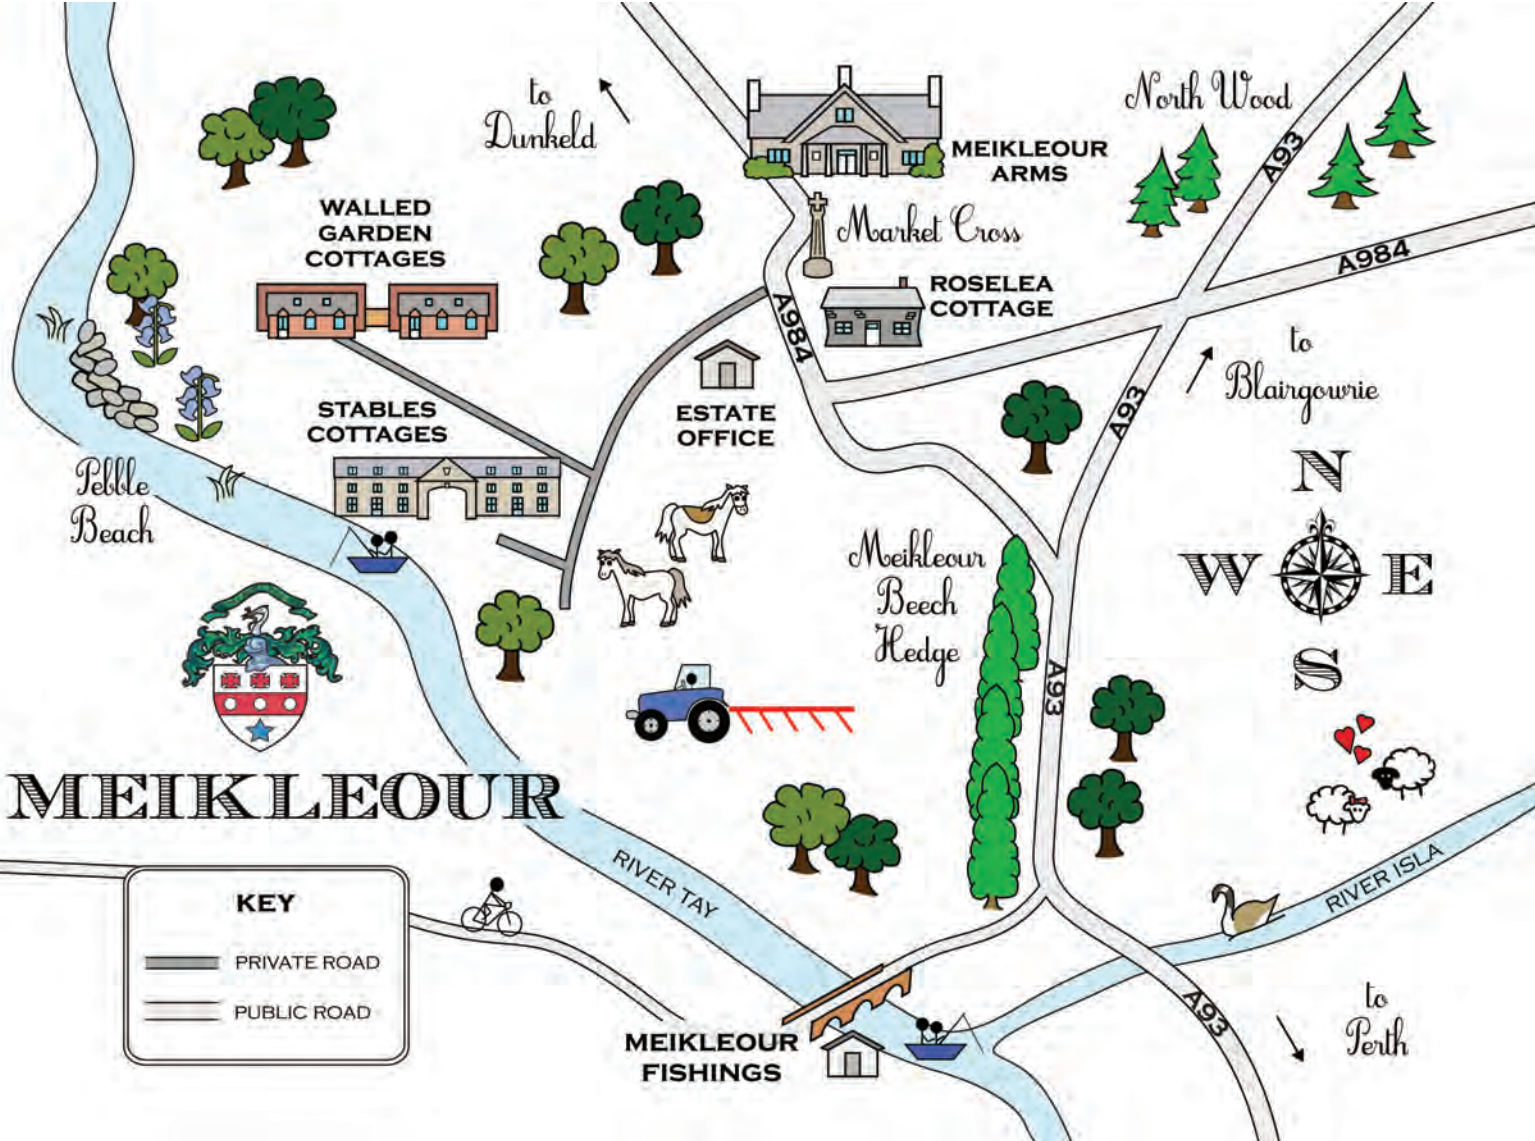 to
Dunkeld
MEIKLEOUR
ARMS
North Wood
A93
Market Cross
WALLED
GARDEN
COTTAGES
ROSELEA
COTTAGE
A984
A984
to
Blairgowrie
A93
ESTATE
OFFICE
STABLES
COTTAGES
Pebble
Beach
N
W E
S
Meikleour
Beech
Hedge
A93
MEIKLEOUR
RIVER TAY
RIVER ISLA
KEY
PRIVATE ROAD
PUBLIC ROAD
A93
to
Perth
MEIKLEOUR
FISHINGS